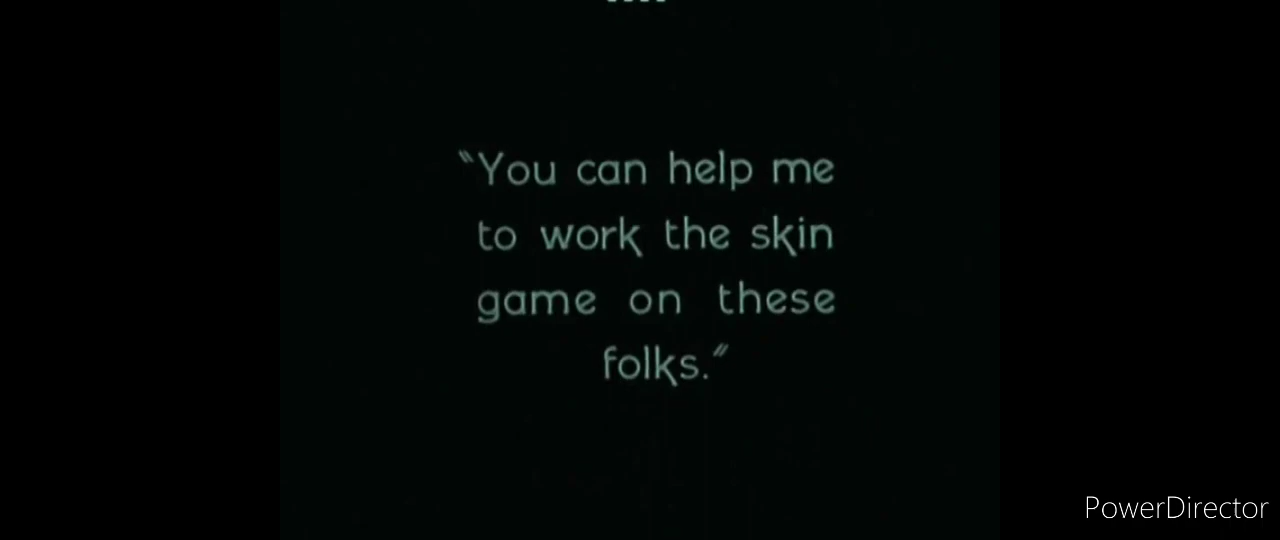 "You can help me
to work the skin
game on these
folks."
PowerDirector